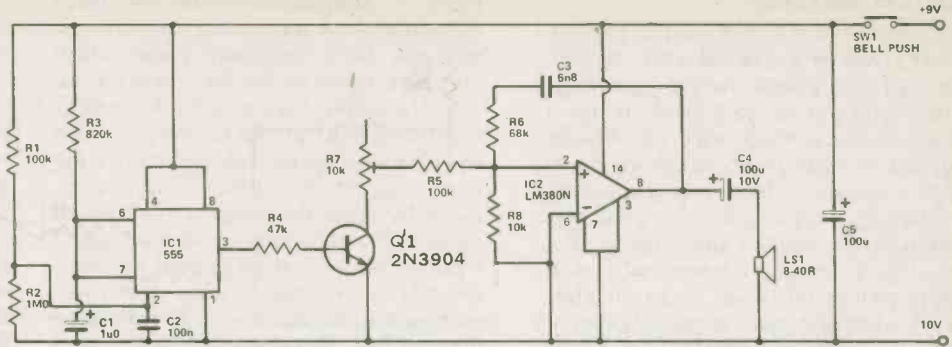 +9V
SW1
BELL PUSH
C3
6n8
R3
820k
R1
100k
R6
68k
R7
10k
R5
100k
2
+
14
C4
100u
10V
+
4
8
IC2
LM380N
8
6
−
7
3
+
R4
47k
6
IC1
555
3
R8
10k
C5
100u
Q1
2N3904
7
LS1
8-40R
R2
1M0
2
1
+
C1
1u0
C2
100n
10V